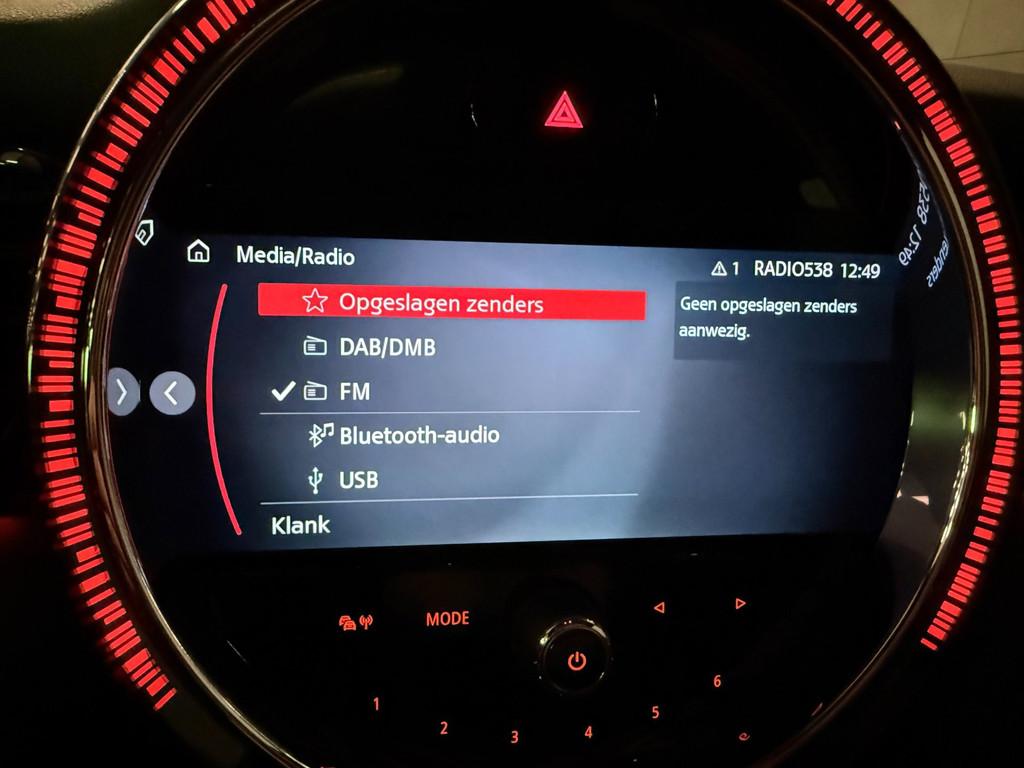 Media/Radio
1 RADIO538 12:49
Opgeslagen zenders
Geen opgeslagen zenders
aanwezig.
DAB/DMB
FM
Bluetooth-audio
USB
Klank
MODE
1
2
3
4
5
6